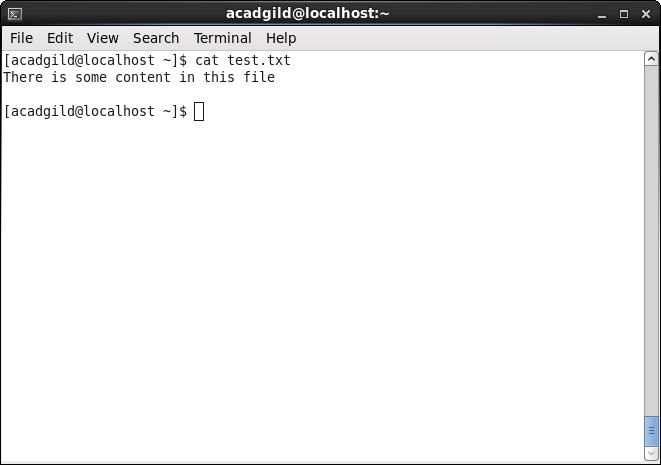 acadgild@localhost:~
File Edit View Search Terminal Help
[acadgild@localhost ~]$ cat test.txt
There is some content in this file
[acadgild@localhost ~]$